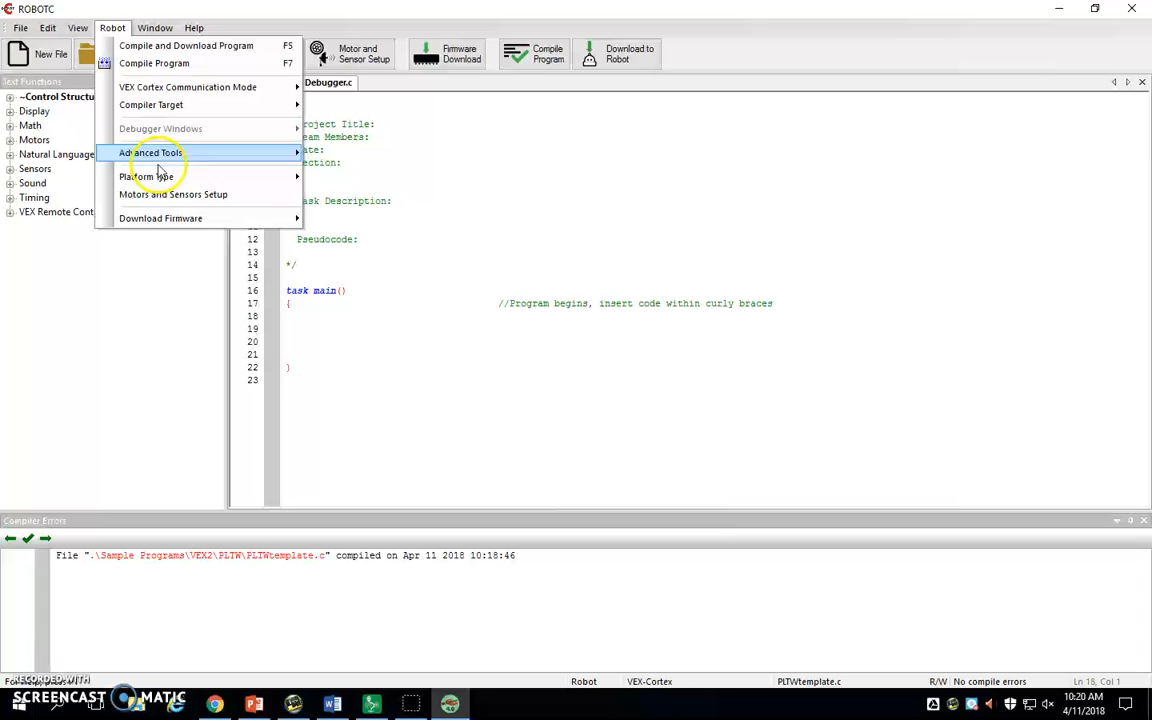 ROBOTC
File Edit View Robot Window Help
New File
Motor and Sensor Setup
Firmware Download
Compile Program
Download to Robot
Compile and Download Program F5
Compile Program F7
VEX Cortex Communication Mode
Compiler Target
Debugger Windows
Advanced Tools
Platform Type
Motors and Sensors Setup
Download Firmware
Text Functions
~Control Structu
Display
Math
Motors
Natural Language
Sensors
Sound
Timing
VEX Remote Cont
Debugger.c
roject Title:
eam Members:
ate:
ection:
ask Description:
12 Pseudocode:
13
14 */
15
16 task main()
17 { //Program begins, insert code within curly braces
18
19
20
21
22 }
23
Compiler Errors
File ".\Sample Programs\VEX2\PLTW\PLTWtemplate.c" compiled on Apr 11 2018 10:18:46
Robot VEX-Cortex PLTWtemplate.c R/W No compile errors Ln 18, Col 1
RECORDED WITH
SCREENCAST MATIC
10:20 AM
4/11/2018